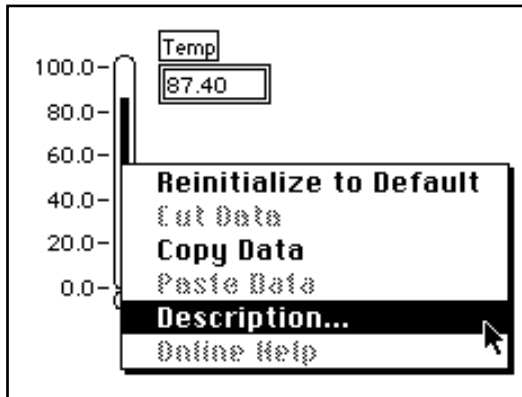 Temp
87.40
100.0
80.0
60.0
40.0
20.0
0.0
Reinitialize to Default
Cut Data
Copy Data
Paste Data
Description...
Online Help